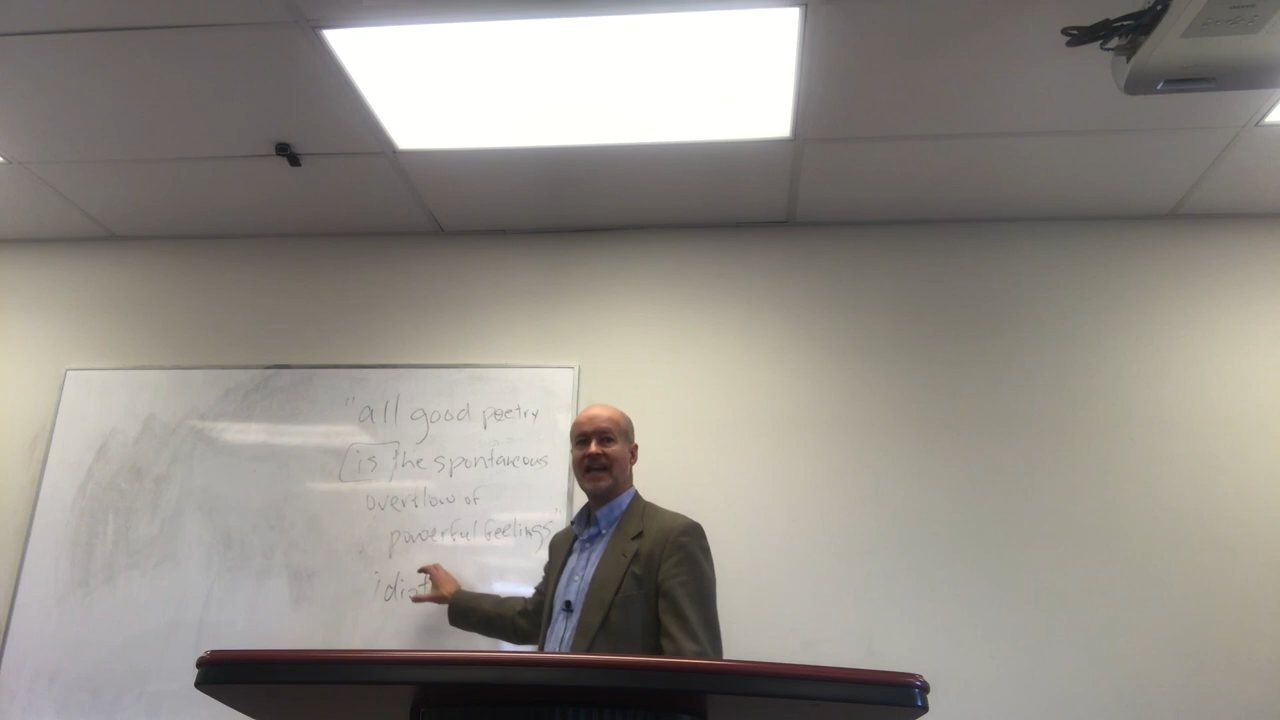 "all good poetry
is the spontaneous
overflow of
powerful feelings"